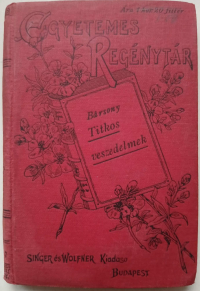 EGYETEMES
REGÉNYTÁR
Bársony
Titkos
veszedelmek
SINGER és WOLFNER Kiadása
BUDAPEST